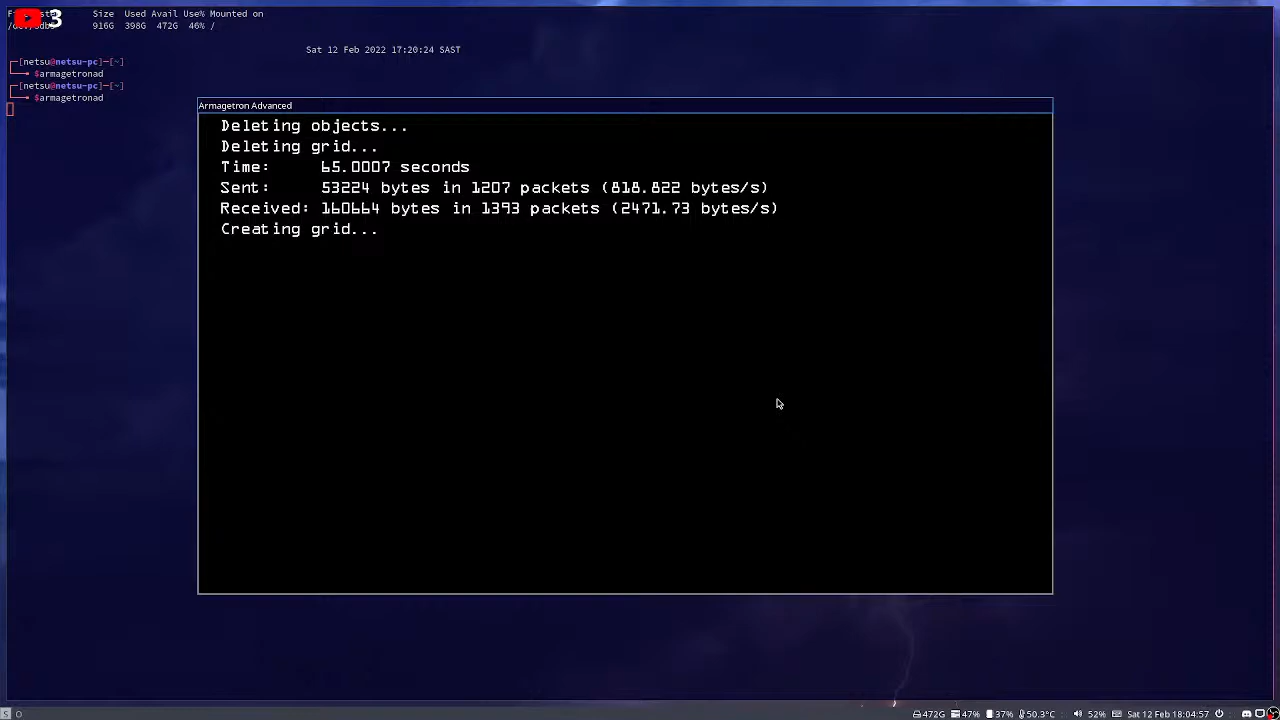 Size Used Avail Use% Mounted on
916G 398G 472G 46% /
3
Sat 12 Feb 2022 17:20:24 SAST
[netsu@netsu-pc]-[~]
$armagetronad
[netsu@netsu-pc]-[~]
$armagetronad
Armagetron Advanced
Deleting objects...
Deleting grid...
Time: 65.0007 seconds
Sent: 53224 bytes in 1207 packets (818.822 bytes/s)
Received: 160664 bytes in 1393 packets (2471.73 bytes/s)
Creating grid...
S O 472G 47% 37% 50.3°C 52% Sat 12 Feb 18:04:57